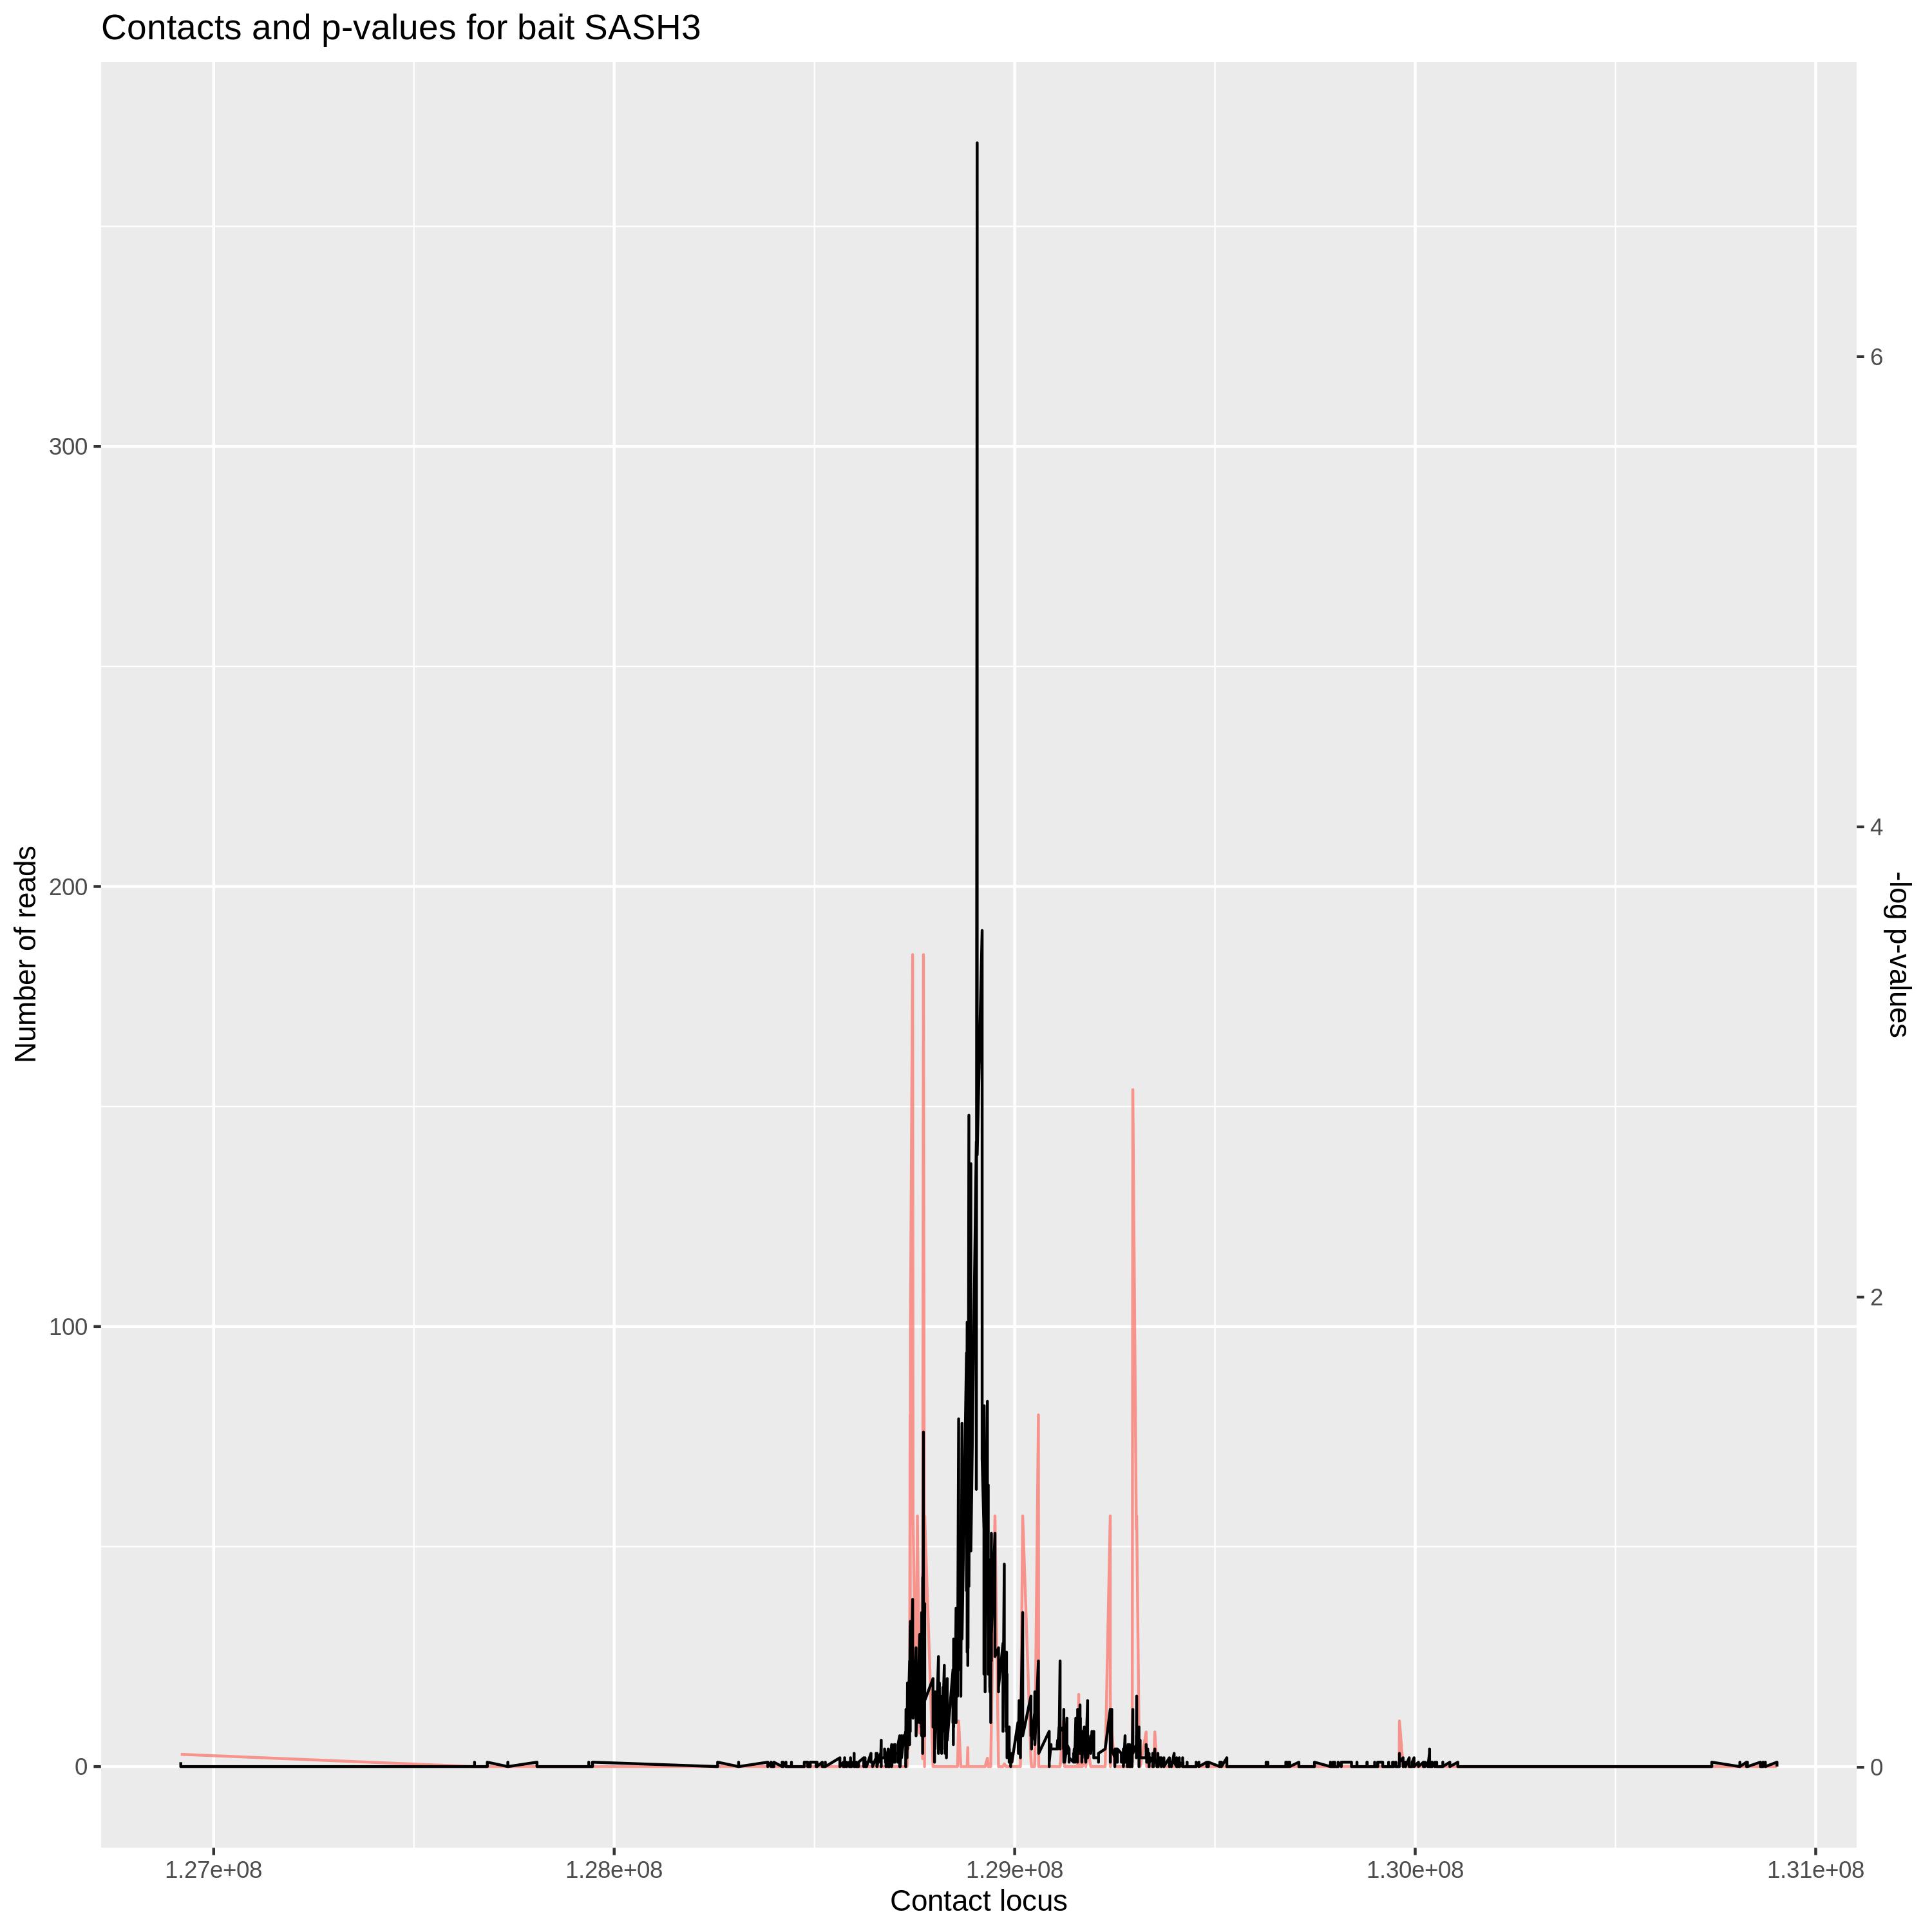 Contacts and p-values for bait SASH3
Number of reads
300
200
100
0
6
4
2
0
-log p-values
1.27e+08
1.28e+08
1.29e+08
1.30e+08
1.31e+08
Contact locus